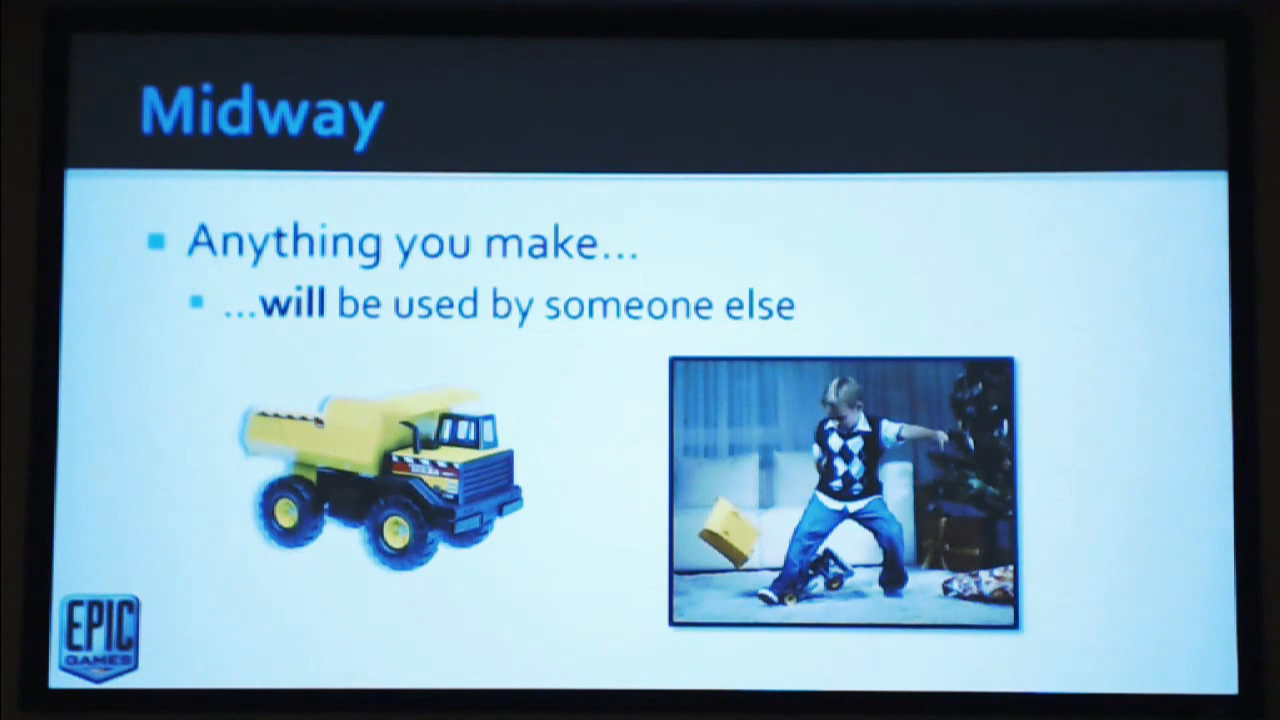 Midway
Anything you make...
...will be used by someone else
EPIC
GAMES